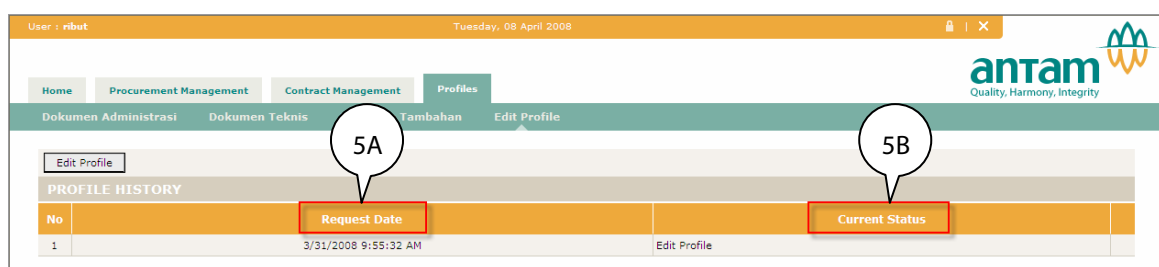 User : ribut Tuesday, 08 April 2008 |
antam
Quality, Harmony, Integrity
Home Procurement Management Contract Management Profiles
Dokumen Administrasi Dokumen Teknis Tambahan Edit Profile
5A 5B
Edit Profile
PROFILE HISTORY
No Request Date Current Status
1 3/31/2008 9:55:32 AM Edit Profile